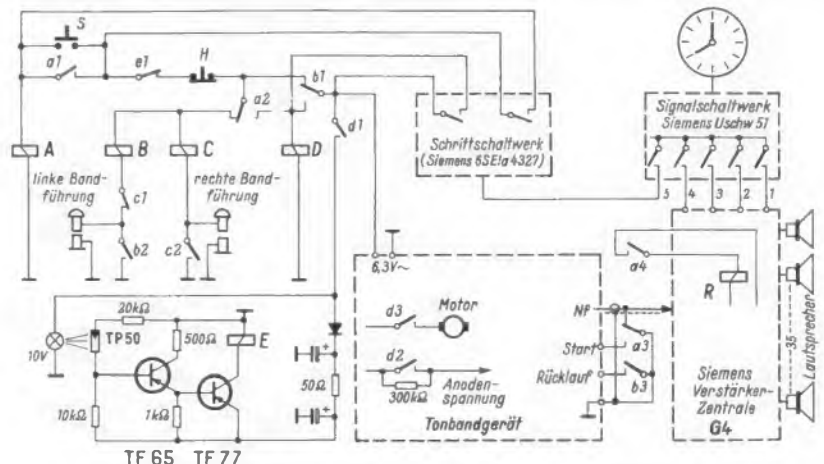 S
a1
e1
H
a2
b1
d1
A
B
C
D
linke Band-
führung
c1
b2
rechte Band-
führung
c2
Schrittschaltwerk
(Siemens 6SEla 4327)
Signalschaltwerk
Siemens Uschw 51
5 4 3 2 1
6,3V~
a4
R
d3
Motor
Nf
Start
a3
d2
Rücklauf
b3
Anoden-
spannung
300kΩ
Tonbandgerät
Siemens
Verstärker-
Zentrale
G4
35
Lautsprecher
20kΩ
10V
TP50
500Ω
E
50Ω
10kΩ
1kΩ
TF 65 TF 77
+
+